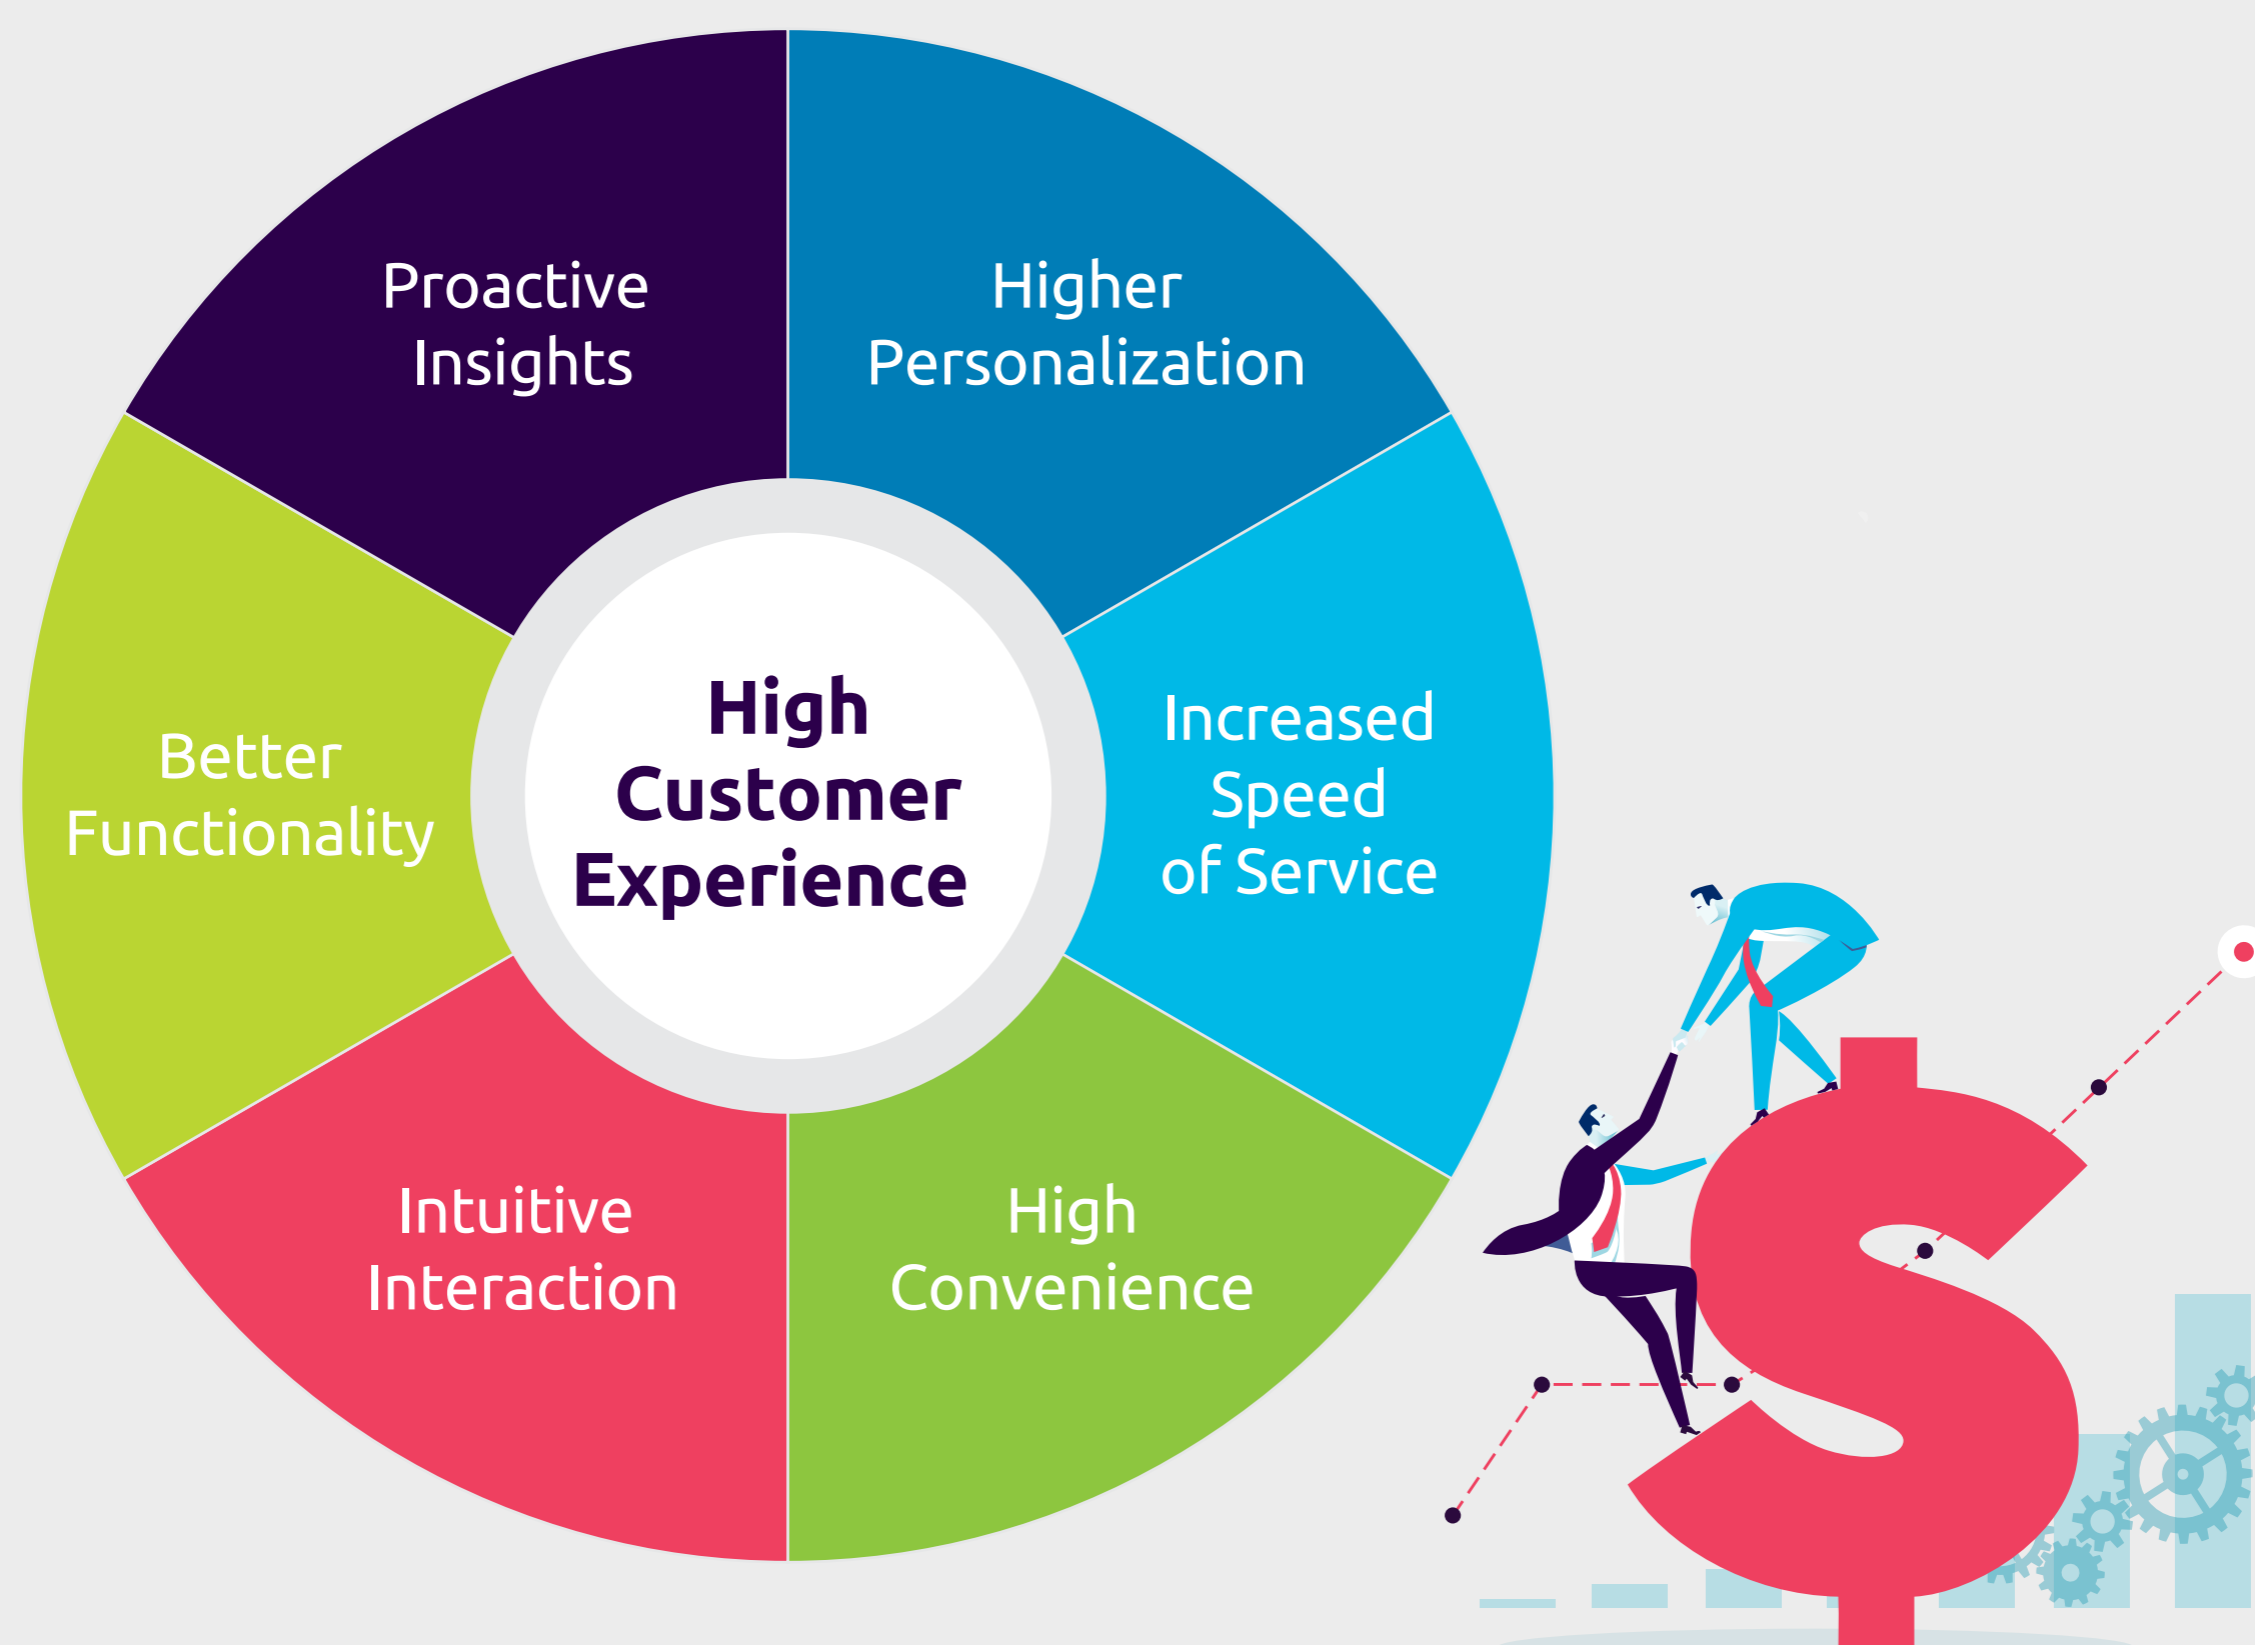 Proactive
Insights
Higher
Personalization
Increased
Speed
of Service
High
Convenience
Intuitive
Interaction
Better
Functionality
High
Customer
Experience
$